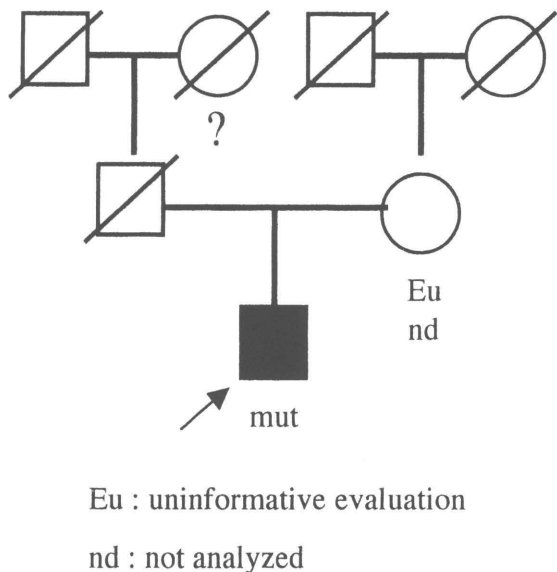 ?
Eu
nd
mut
Eu : uninformative evaluation
nd : not analyzed